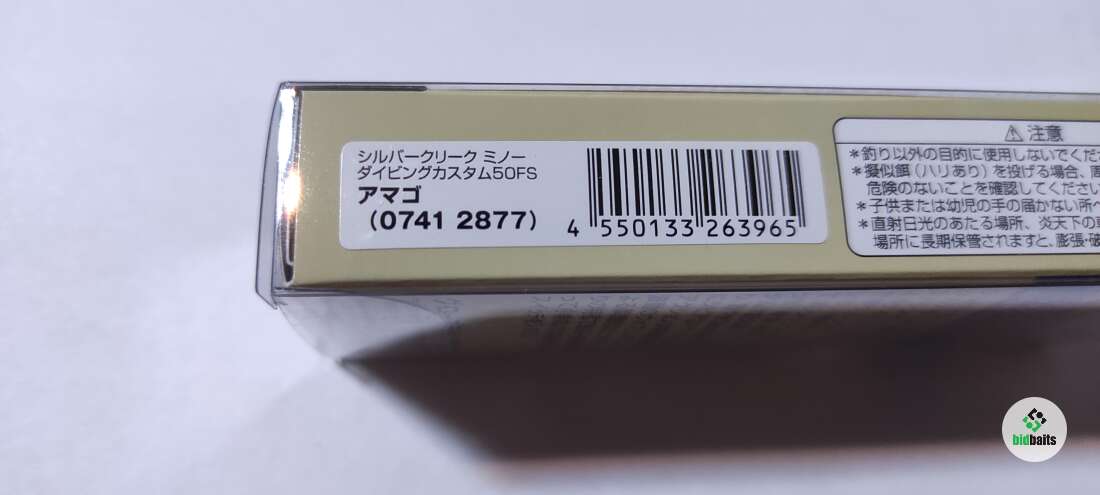 シルバークリーク ミノー
ダイビングカスタム50FS
アマゴ
(0741 2877)
4 550133 263965
⚠ 注意
*釣り以外の目的に使用しないでくだ
*擬似餌(ハリあり)を投げる場合、周
危険のないことを確認してください
*子供または幼児の手の届かない所へ
*直射日光のあたる場所、炎天下の車
場所に長期保管されますと、膨張・破
bidbaits